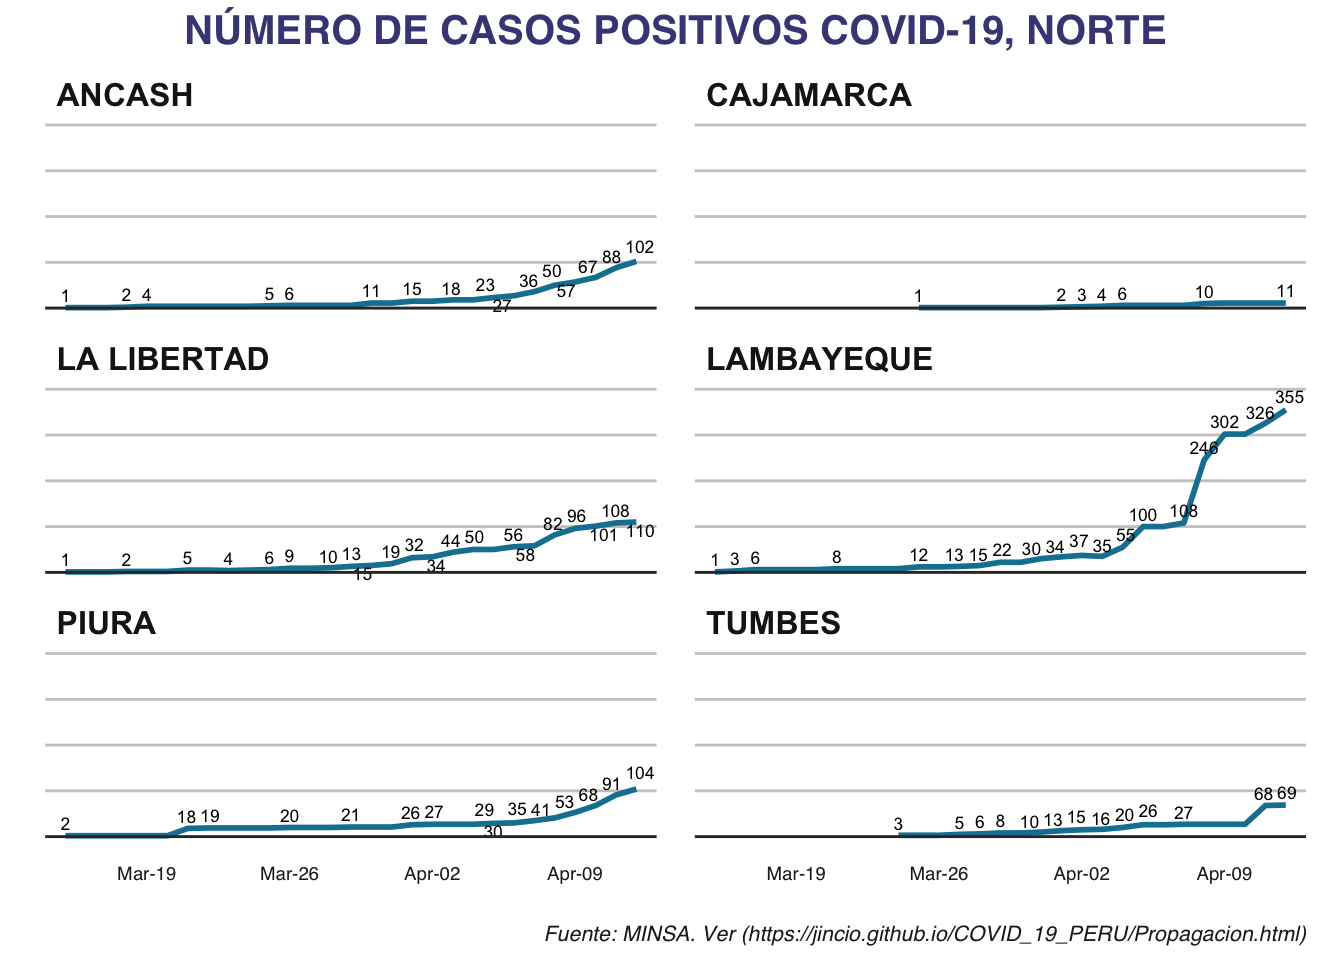 NÚMERO DE CASOS POSITIVOS COVID-19, NORTE
ANCASH
1 2 4 5 6 11 15 18 23 27 36 50 57 67 88 102
CAJAMARCA
1 2 3 4 6 10 11
LA LIBERTAD
1 2 5 4 6 9 10 13 15 19 32 34 44 50 56 58 82 96 101 108 110
LAMBAYEQUE
1 3 6 8 12 13 15 22 30 34 37 35 55 100 108 246 302 326 355
PIURA
2 18 19 20 21 26 27 29 30 35 41 53 68 91 104
TUMBES
3 5 6 8 10 13 15 16 20 26 27 68 69
Mar-19 Mar-26 Apr-02 Apr-09
Mar-19 Mar-26 Apr-02 Apr-09
Fuente: MINSA. Ver (https://jincio.github.io/COVID_19_PERU/Propagacion.html)